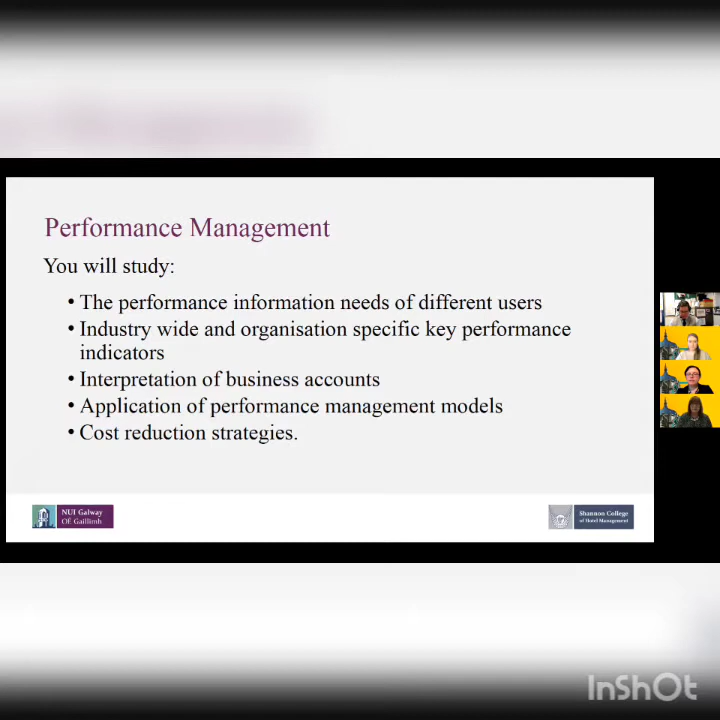 Performance Management
You will study:
• The performance information needs of different users
• Industry wide and organisation specific key performance
indicators
• Interpretation of business accounts
• Application of performance management models
• Cost reduction strategies.
NUI Galway
OÉ Gaillimh
Shannon College
of Hotel Management
InShOt